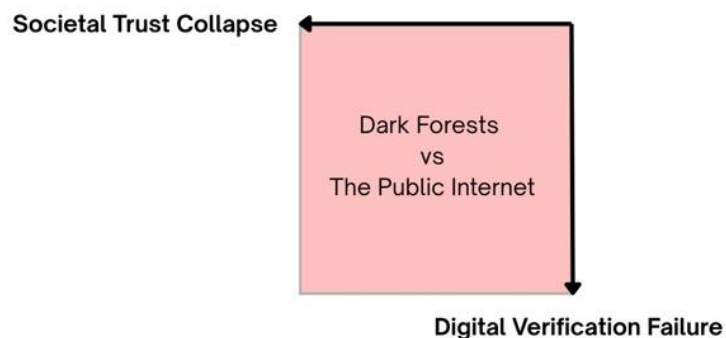 Societal Trust Collapse
Dark Forests
vs
The Public Internet
Digital Verification Failure